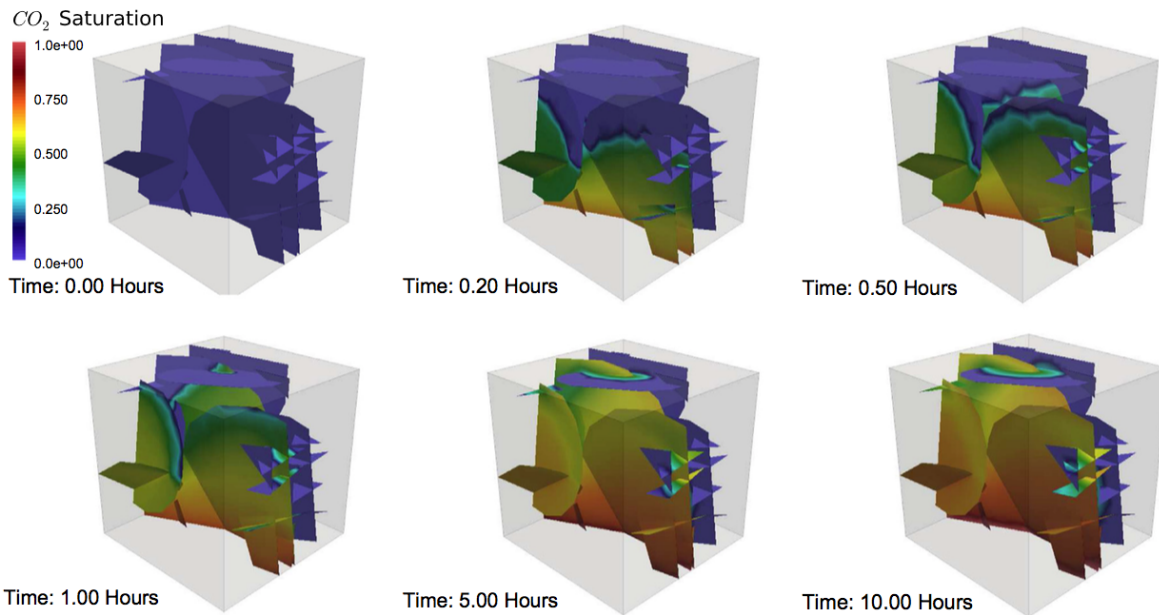 CO₂ Saturation
1.0e+00
0.750
0.500
0.250
0.0e+00
Time: 0.00 Hours
Time: 0.20 Hours
Time: 0.50 Hours
Time: 1.00 Hours
Time: 5.00 Hours
Time: 10.00 Hours